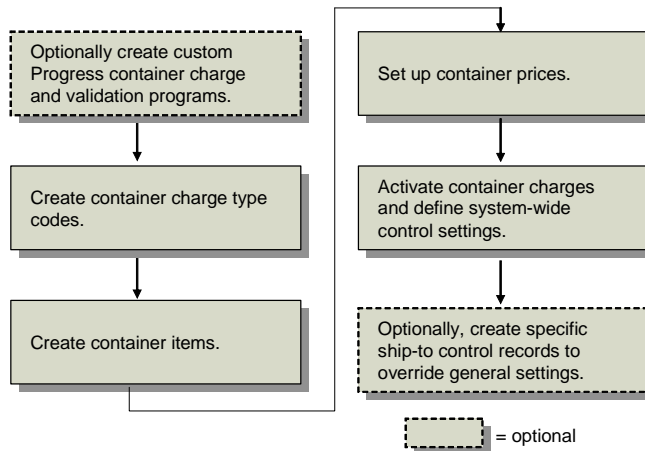 Optionally create custom
Progress container charge
and validation programs.
Create container charge type
codes.
Create container items.
Set up container prices.
Activate container charges
and define system-wide
control settings.
Optionally, create specific
ship-to control records to
override general settings.
= optional